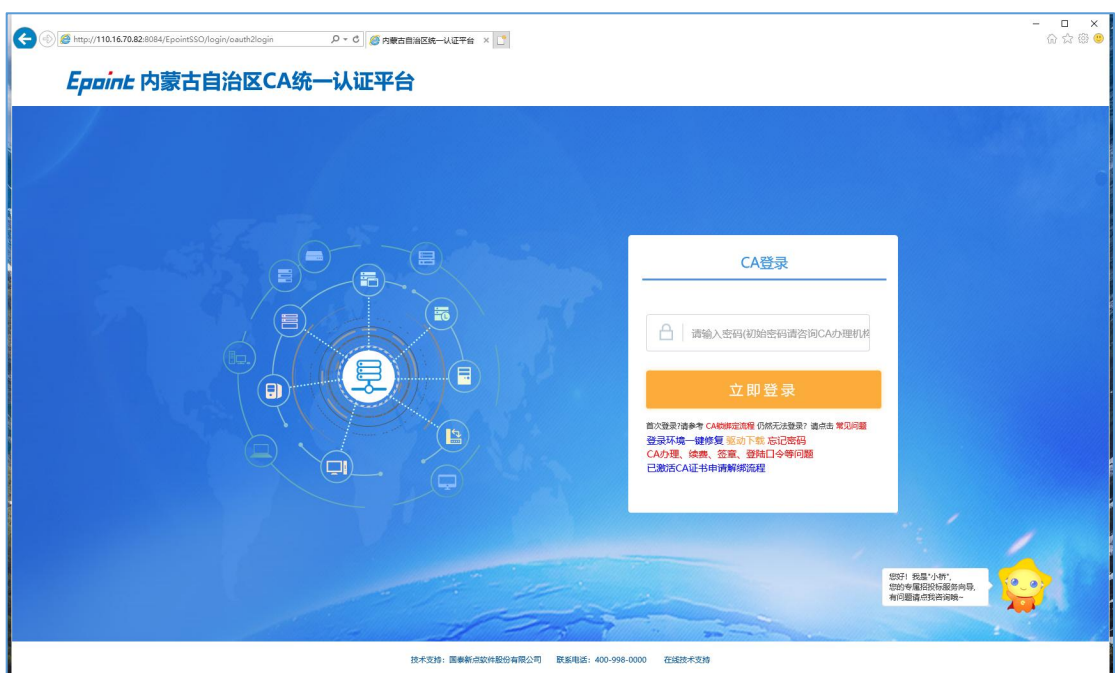 http://110.16.70.82:8084/EpointSSO/login/oauth2login
内蒙古自治区统一认证平台
Epoint 内蒙古自治区CA统一认证平台
CA登录
请输入密码(初始密码请咨询CA办理机构
立即登录
首次登录?请参考 CA锁绑定流程 仍然无法登录? 请点击 常见问题
登录环境一键修复 驱动下载 忘记密码
CA办理、续费、签章、登陆口令等问题
已激活CA证书申请解绑流程
您好! 我是"小桥",
您的专属招投标服务向导,
有问题请点我咨询哦~
技术支持: 国泰新点软件股份有限公司 联系电话: 400-998-0000 在线技术支持